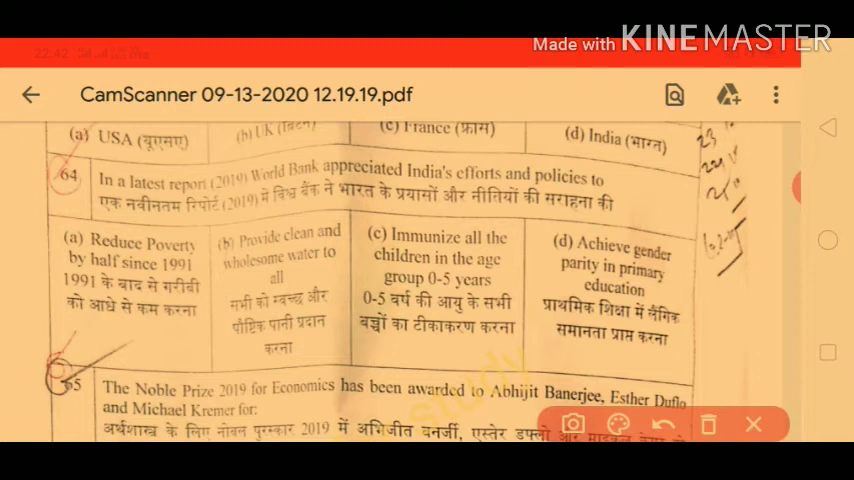 Made with KINEMASTER
22:42
CamScanner 09-13-2020 12.19.19.pdf
(a) USA (यूएसए)
(b) UK (ब्रिटेन)
(c) France (फ्रांस)
(d) India (भारत)
64
In a latest report (2019) World Bank appreciated India's efforts and policies to
एक नवीनतम रिपोर्ट (2019) में विश्व बैंक ने भारत के प्रयासों और नीतियों की सराहना की
(a) Reduce Poverty
by half since 1991
1991 के बाद से गरीबी
को आधे से कम करना
(b) Provide clean and
wholesome water to
all
सभी को स्वच्छ और
पौष्टिक पानी प्रदान
करना
(c) Immunize all the
children in the age
group 0-5 years
0-5 वर्ष की आयु के सभी
बच्चों का टीकाकरण करना
(d) Achieve gender
parity in primary
education
प्राथमिक शिक्षा में लैंगिक
समानता प्राप्त करना
65
The Noble Prize 2019 for Economics has been awarded to Abhijit Banerjee, Esther Duflo
and Michael Kremer for:
अर्थशास्त्र के लिए नोबल पुरस्कार 2019 में अभिजीत बनर्जी, एस्तेर डफ्लो और
study